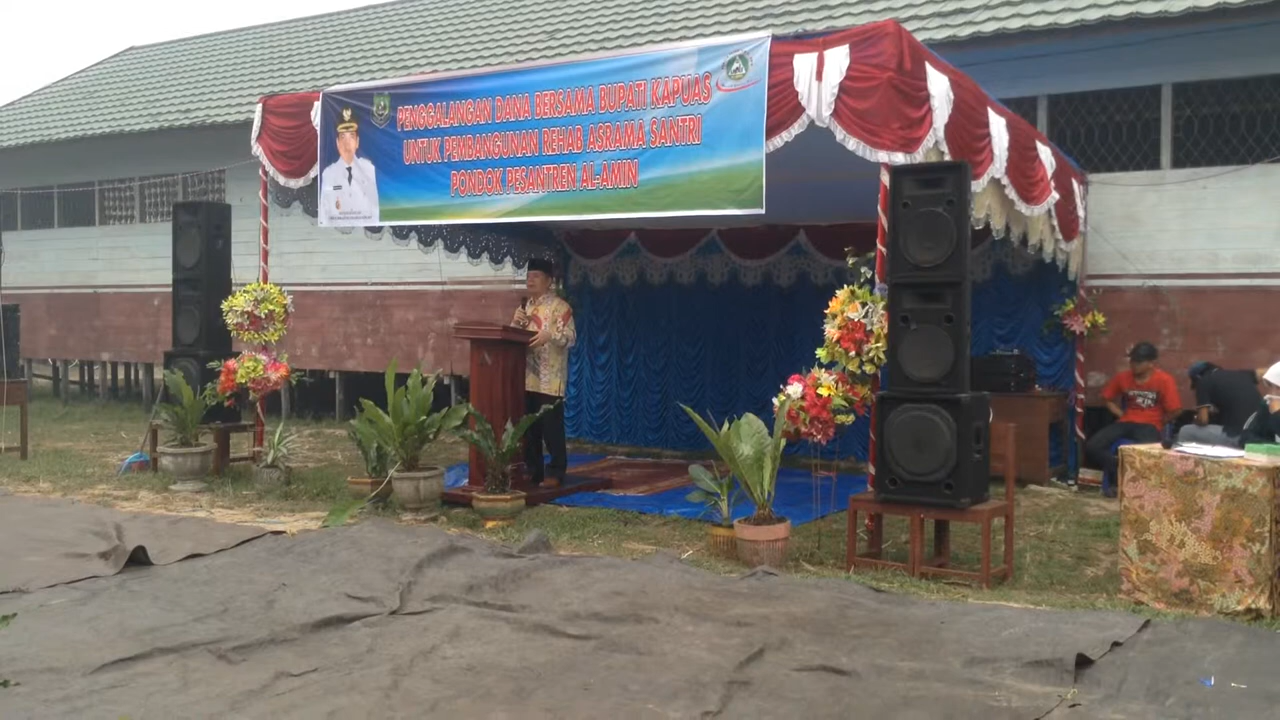 PENGGALANGAN DANA BERSAMA BUPATI KAPUAS
UNTUK PEMBANGUNAN REHAB ASRAMA SANTRI
PONDOK PESANTREN AL-AMIN